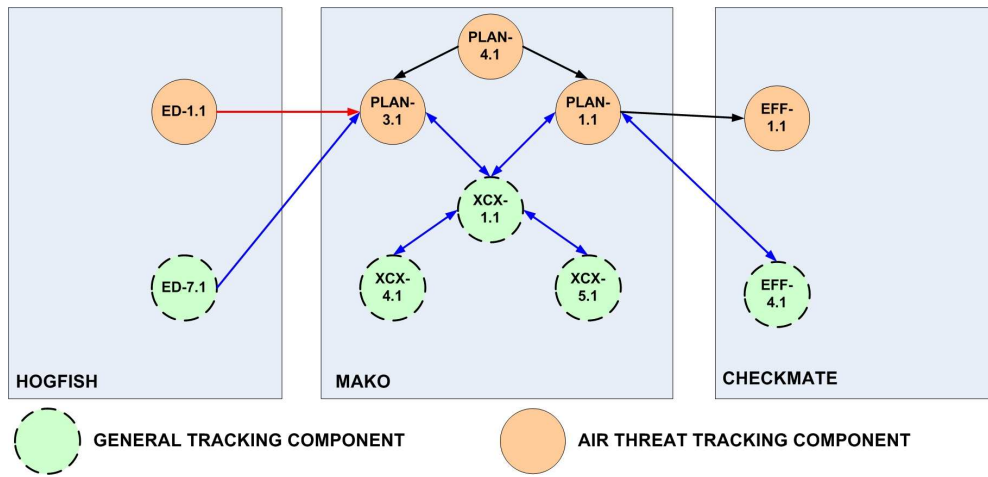 PLAN-
4.1
ED-1.1
PLAN-
3.1
PLAN-
1.1
EFF-
1.1
XCX-
1.1
ED-7.1
XCX-
4.1
XCX-
5.1
EFF-
4.1
HOGFISH
MAKO
CHECKMATE
GENERAL TRACKING COMPONENT
AIR THREAT TRACKING COMPONENT